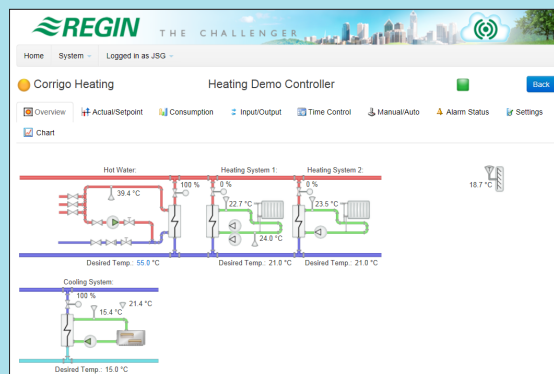 REGIN THE CHALLENGER
Home System Logged in as JSG
Corrigo Heating Heating Demo Controller Back
Overview Actual/Setpoint Consumption Input/Output Time Control Manual/Auto Alarm Status Settings
Chart
Hot Water: Heating System 1: Heating System 2:
100 % 0 % 0 %
18.7 °C
39.4 °C 22.7 °C 23.5 °C
24.0 °C
Desired Temp.: 55.0 °C Desired Temp.: 21.0 °C Desired Temp.: 21.0 °C
Cooling System:
100 %
21.4 °C
15.4 °C
Desired Temp.: 15.0 °C